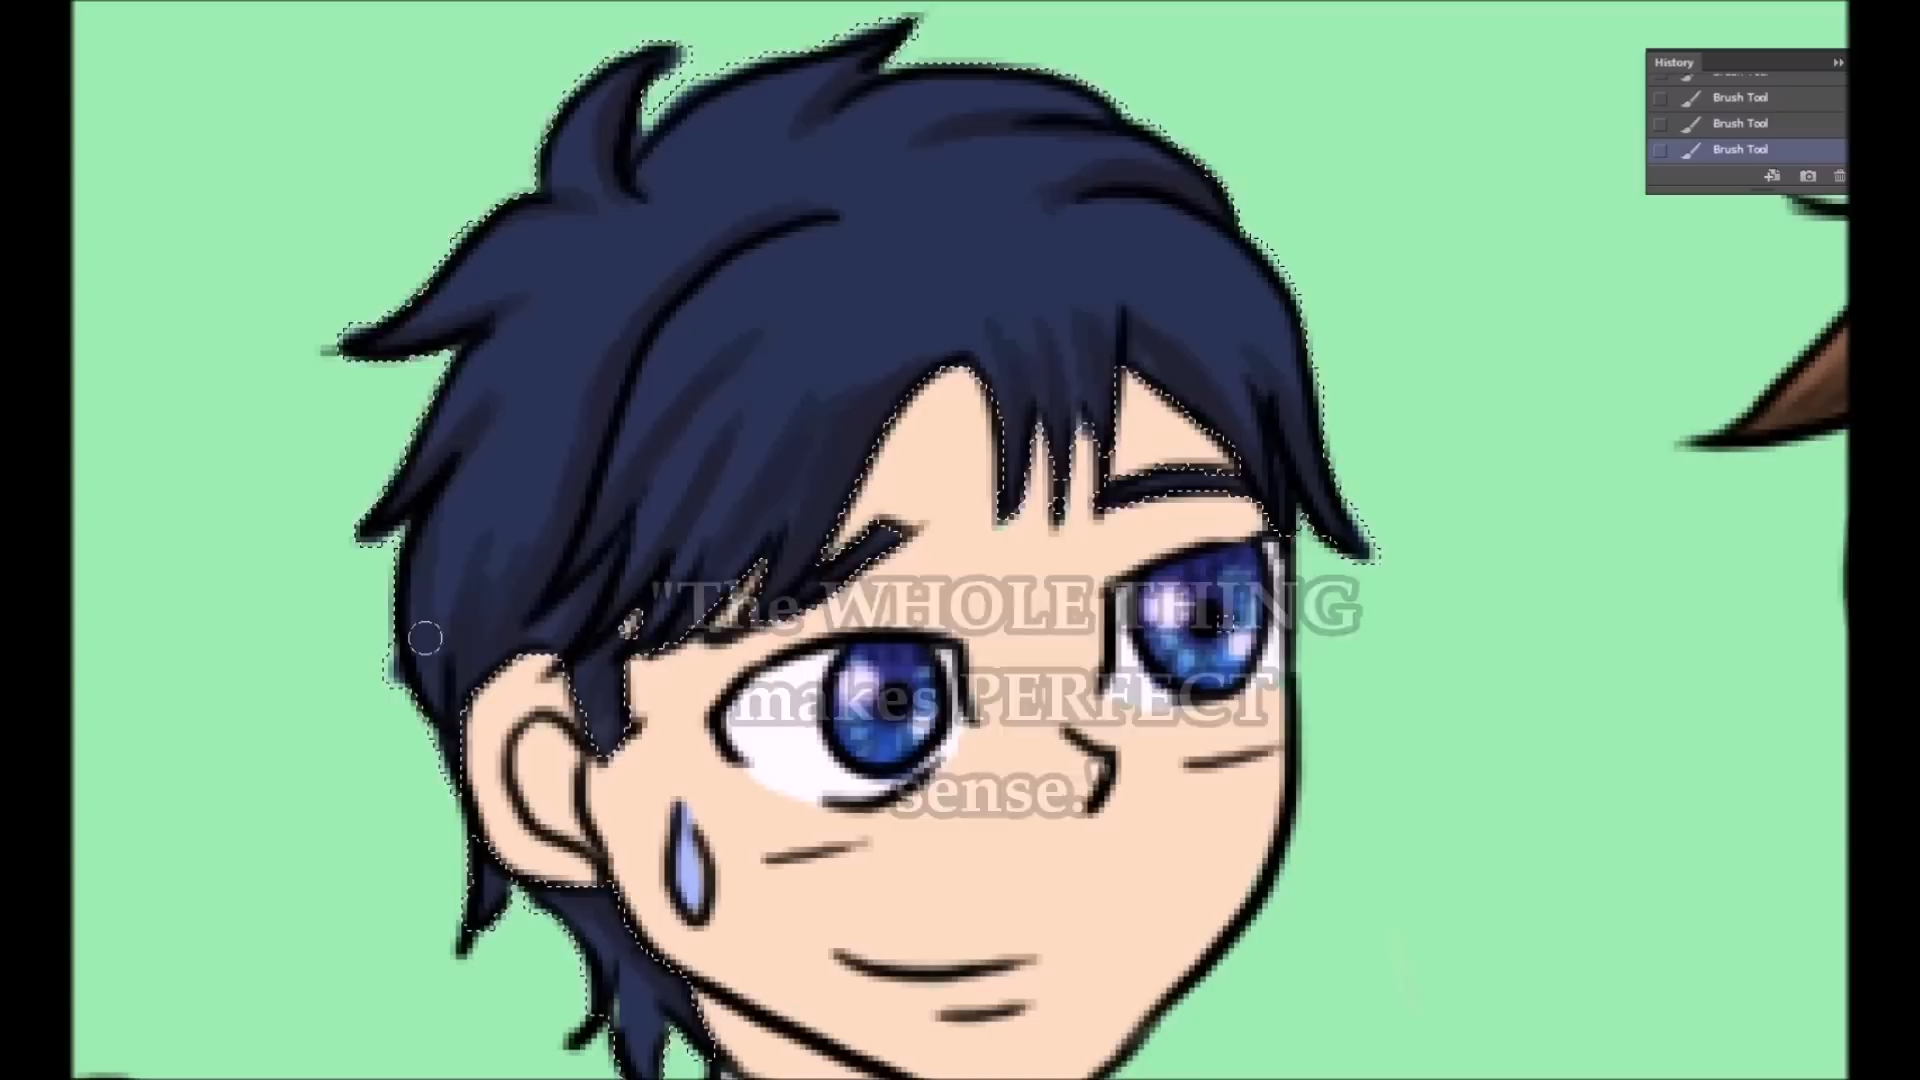 History
Brush Tool
Brush Tool
Brush Tool
"The WHOLE THING
makes PERFECT
sense."